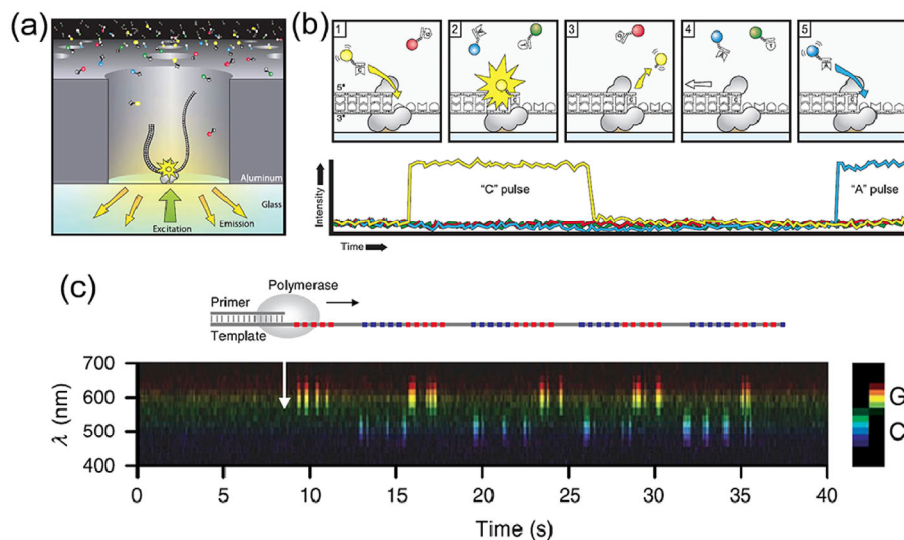 (a)
Aluminum
Glass
Excitation
Emission
(b)
1
2
3
4
5
5'
3'
Intensity
"C" pulse
"A" pulse
Time
(c)
Polymerase
Primer
Template
700
600
500
400
λ (nm)
G
C
0 5 10 15 20 25 30 35 40
Time (s)